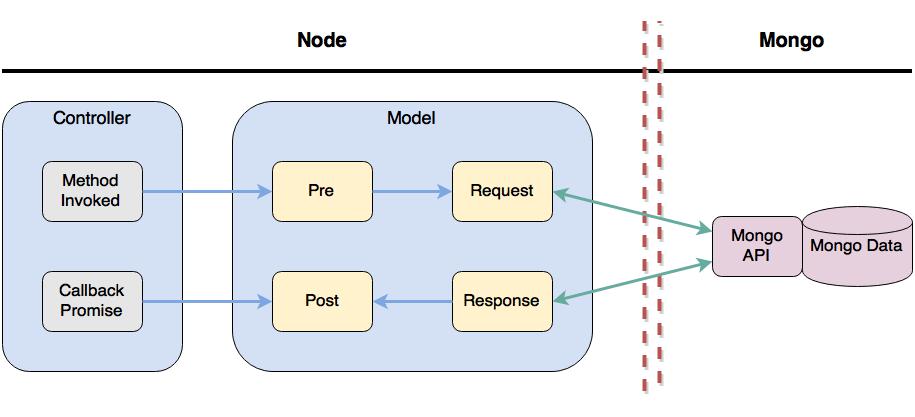 Node
Mongo
Controller
Model
Method
Invoked
Pre
Request
Mongo
API
Mongo Data
Callback
Promise
Post
Response